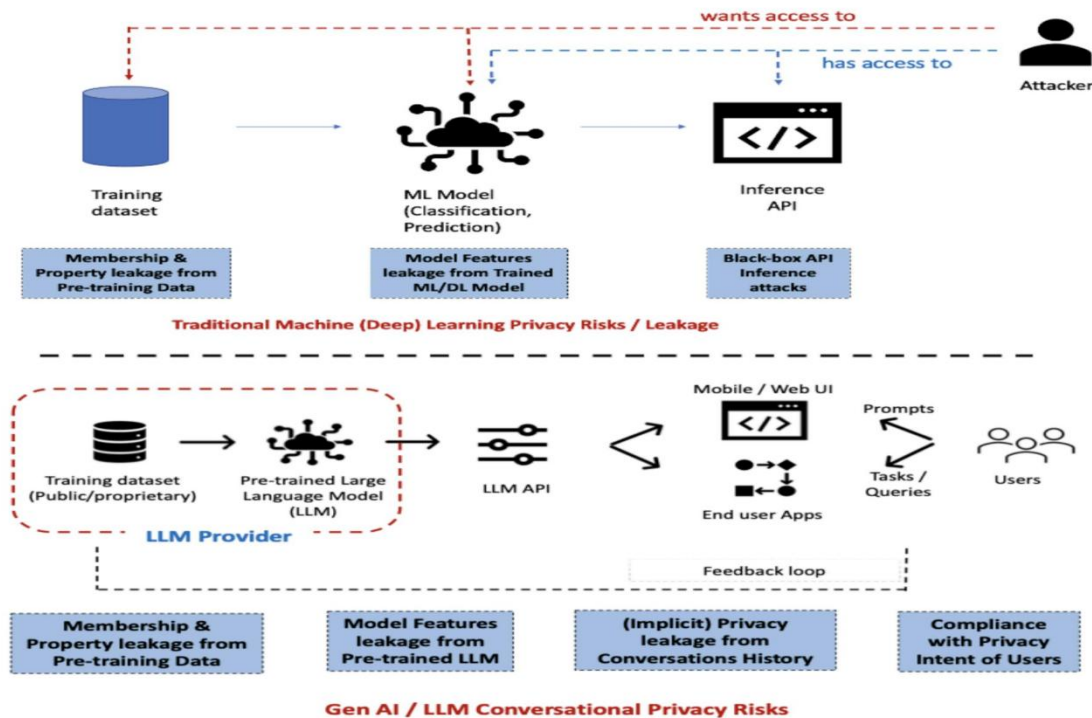 wants access to
has access to
Attacker
</>
Training
dataset
ML Model
(Classification,
Prediction)
Inference
API
Membership &
Property leakage from
Pre-training Data
Model Features
leakage from Trained
ML/DL Model
Black-box API
Inference
attacks
Traditional Machine (Deep) Learning Privacy Risks / Leakage
Mobile / Web UI
</>
Prompts
Training dataset
(Public/proprietary)
Pre-trained Large
Language Model
(LLM)
LLM API
End user Apps
Tasks /
Queries
Users
LLM Provider
Feedback loop
Membership &
Property leakage from
Pre-training Data
Model Features
leakage from
Pre-trained LLM
(Implicit) Privacy
leakage from
Conversations History
Compliance
with Privacy
Intent of Users
Gen AI / LLM Conversational Privacy Risks